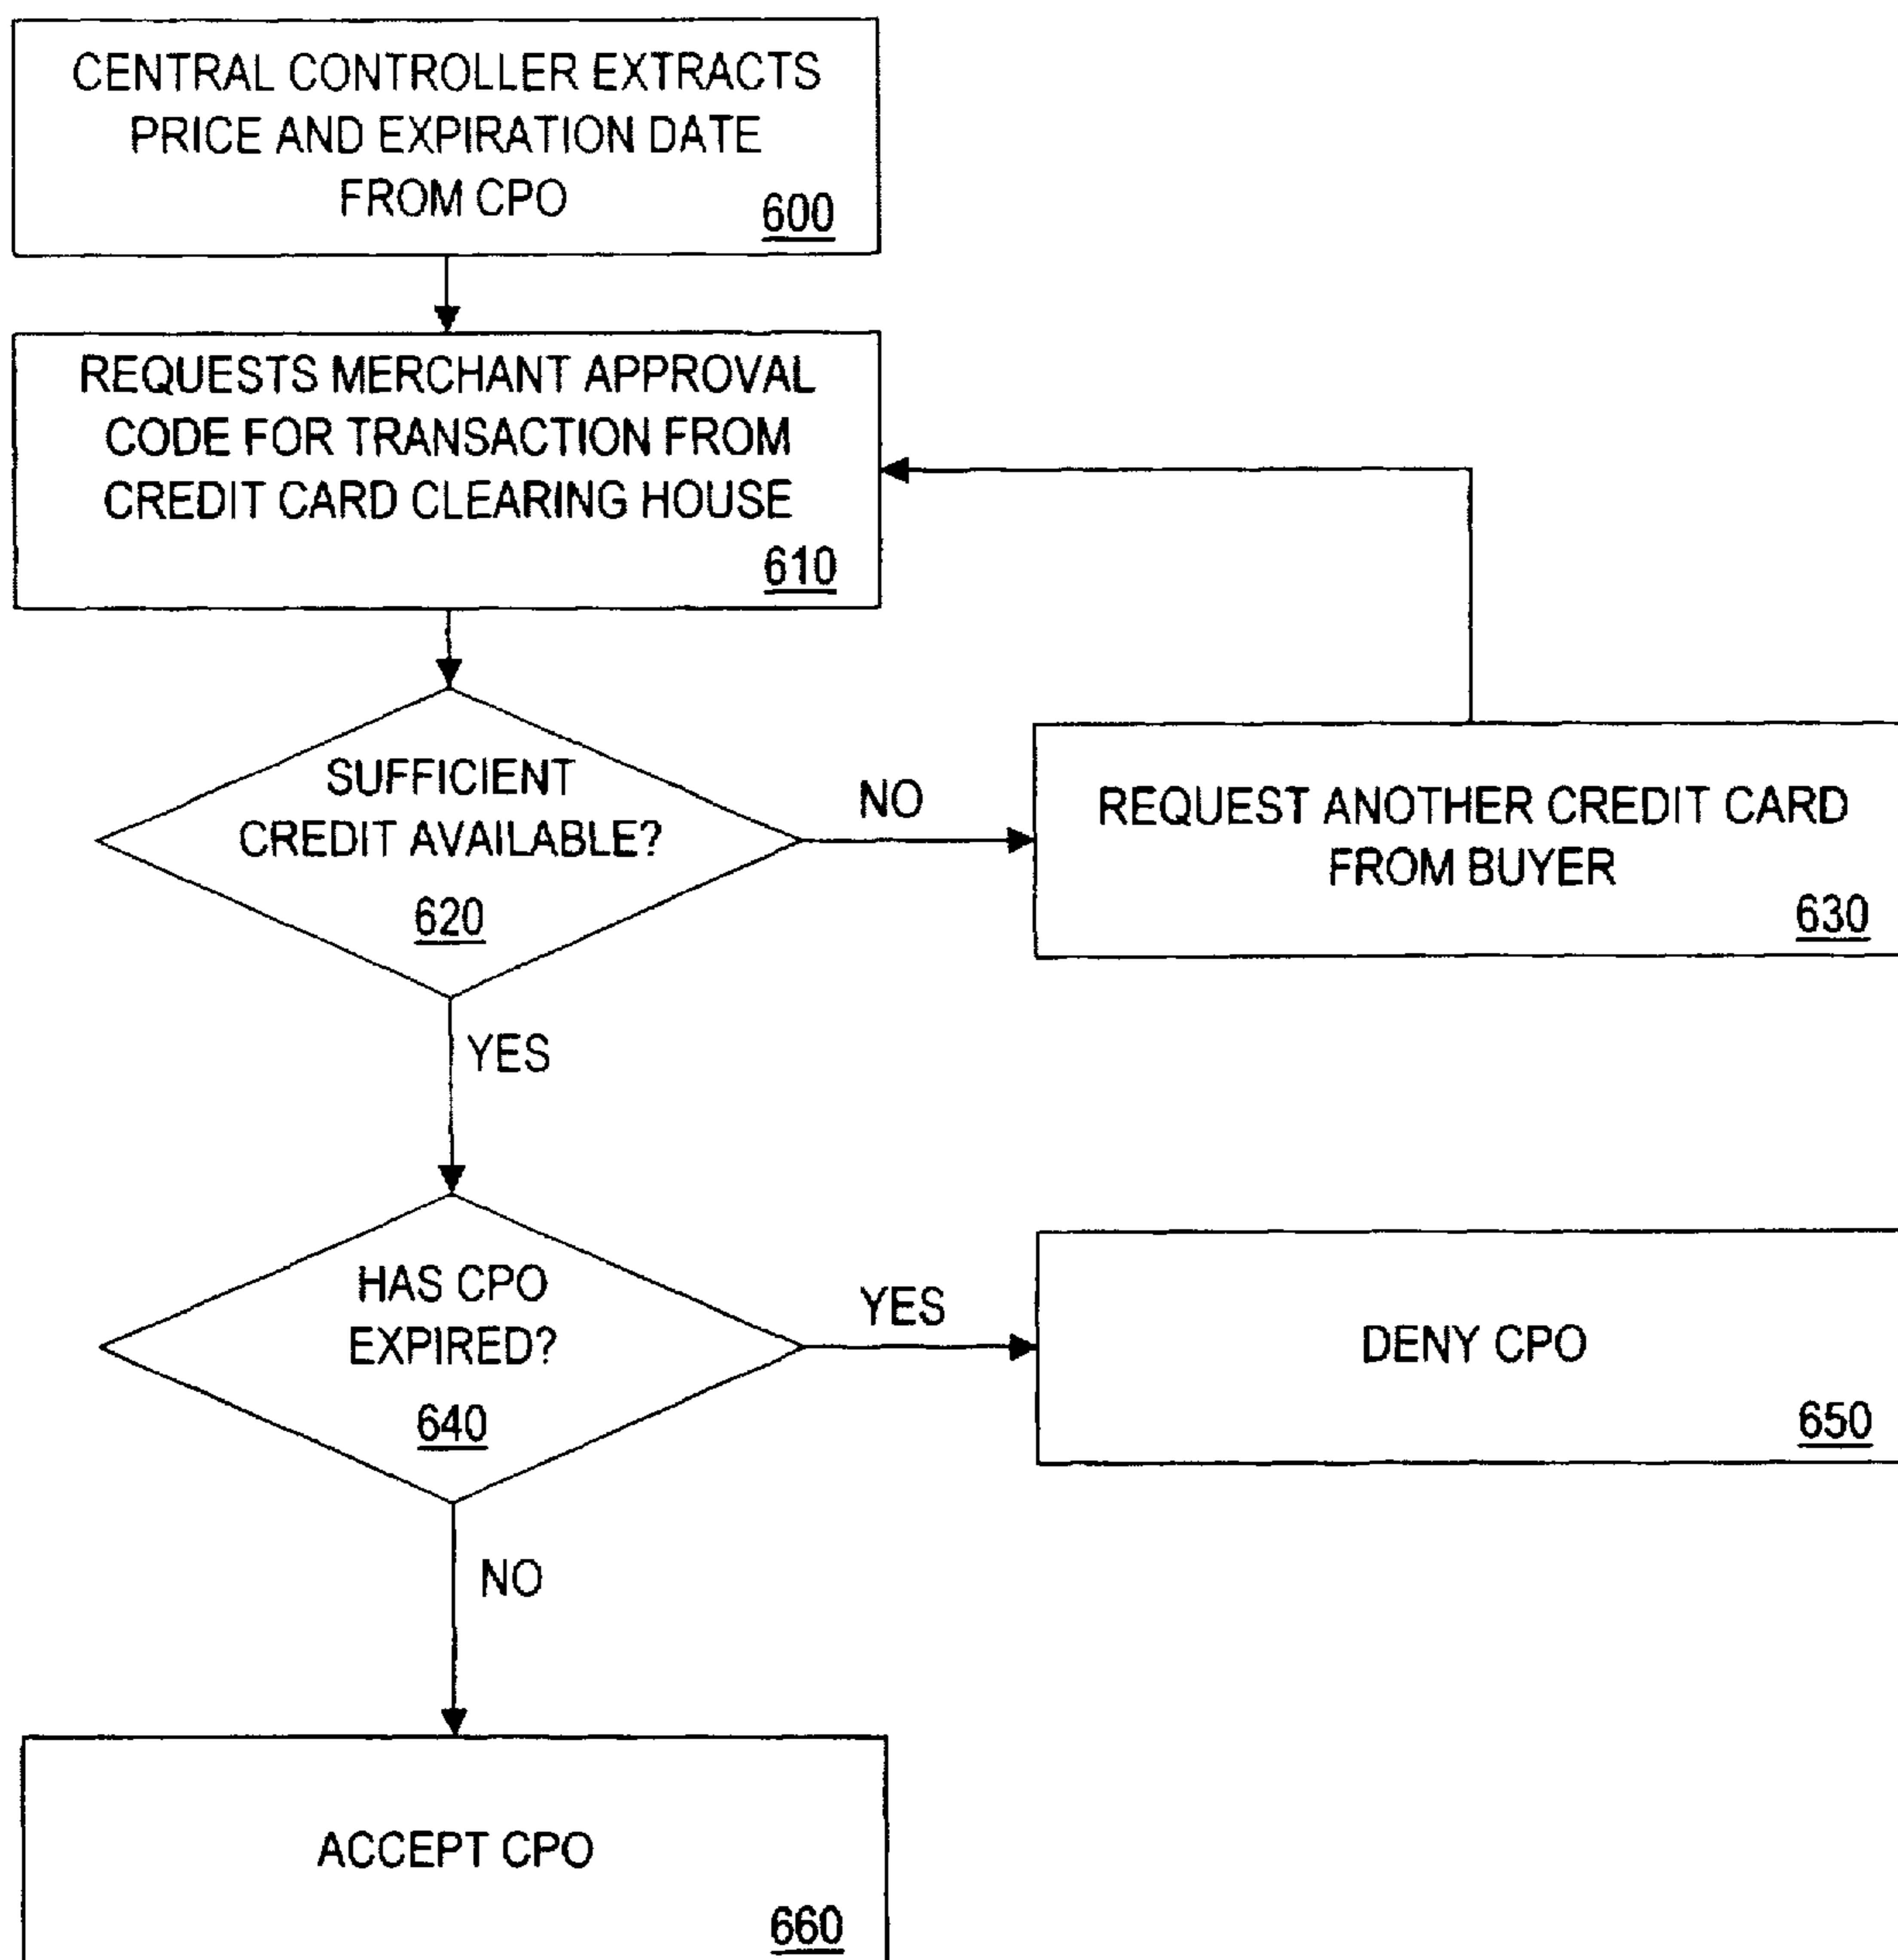 CENTRAL CONTROLLER EXTRACTS
PRICE AND EXPIRATION DATE
FROM CPO
600
REQUESTS MERCHANT APPROVAL
CODE FOR TRANSACTION FROM
CREDIT CARD CLEARING HOUSE
610
SUFFICIENT
CREDIT AVAILABLE?
620
NO
REQUEST ANOTHER CREDIT CARD
FROM BUYER
630
YES
HAS CPO
EXPIRED?
640
YES
DENY CPO
650
NO
ACCEPT CPO
660